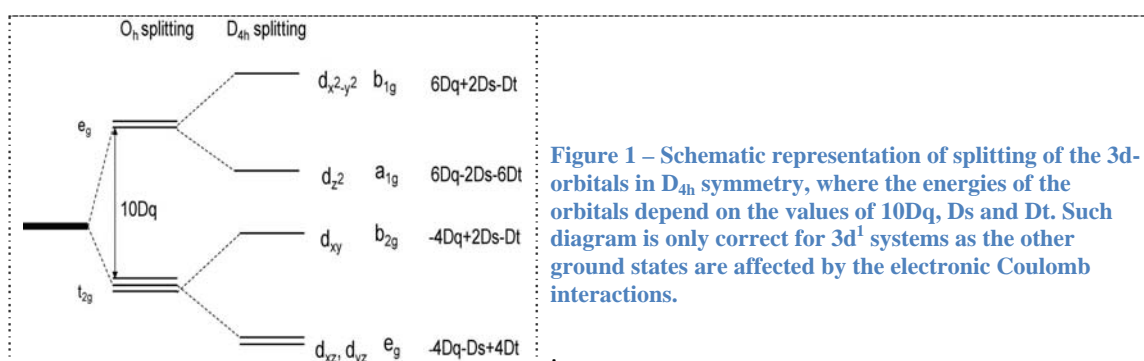 Oh splitting D4h splitting
dx2-y2 b1g 6Dq+2Ds-Dt
eg
dz2 a1g 6Dq-2Ds-6Dt
10Dq
dxy b2g -4Dq+2Ds-Dt
t2g
dxz, dyz eg -4Dq-Ds+4Dt
Figure 1 – Schematic representation of splitting of the 3d-
orbitals in D4h symmetry, where the energies of the
orbitals depend on the values of 10Dq, Ds and Dt. Such
diagram is only correct for 3d1 systems as the other
ground states are affected by the electronic Coulomb
interactions.